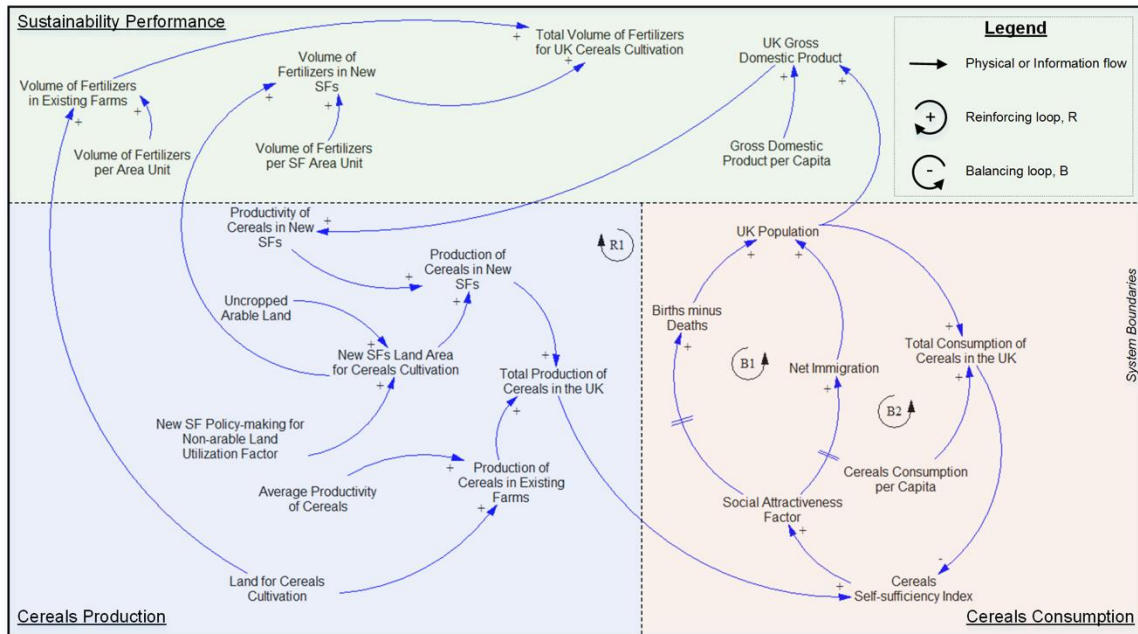 Sustainability Performance
Total Volume of Fertilizers
for UK Cereals Cultivation
+
+
Volume of
Fertilizers in New
SFs
+
+
Volume of Fertilizers
in Existing Farms
+
+
Volume of Fertilizers
per Area Unit
Volume of Fertilizers
per SF Area Unit
UK Gross
Domestic Product
+
+
+
Gross Domestic
Product per Capita
Legend
Physical or Information flow
+
Reinforcing loop, R
-
Balancing loop, B
Productivity of
Cereals in New
SFs
+
Production of
Cereals in New
SFs
+
+
R1
Uncropped
Arable Land
+
New SFs Land Area
for Cereals Cultivation
+
Total Production of
Cereals in the UK
+
+
New SF Policy-making for
Non-arable Land
Utilization Factor
Average Productivity
of Cereals
+
Production of
Cereals in Existing
Farms
+
Land for Cereals
Cultivation
Cereals Production
UK Population
+
+
Births minus
Deaths
+
B1
Net Immigration
+
B2
Total Consumption of
Cereals in the UK
+
+
Cereals Consumption
per Capita
Social Attractiveness
Factor
+
-
+
Cereals
Self-sufficiency Index
Cereals Consumption
System Boundaries